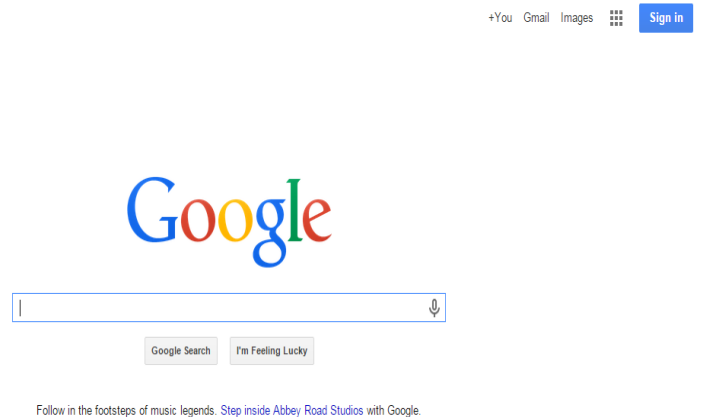 +You Gmail Images Sign in
Google
Google Search I'm Feeling Lucky
Follow in the footsteps of music legends. Step inside Abbey Road Studios with Google.